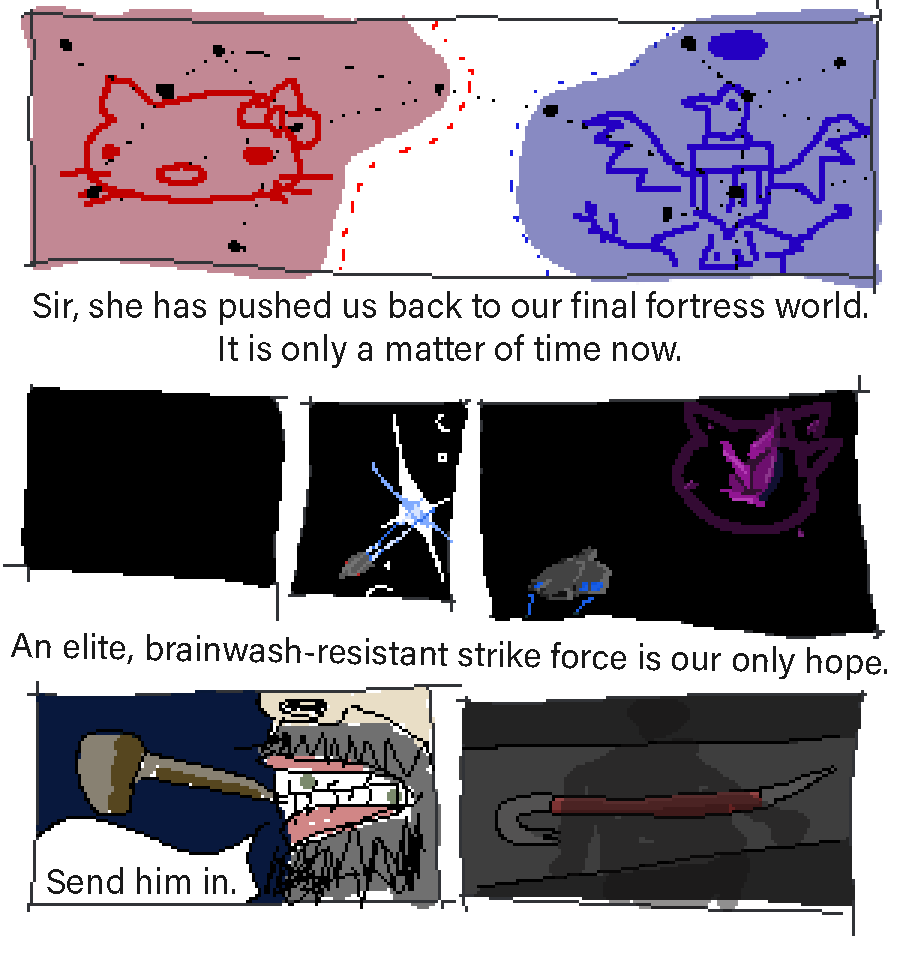 Sir, she has pushed us back to our final fortress world.
It is only a matter of time now.
An elite, brainwash-resistant strike force is our only hope.
Send him in.